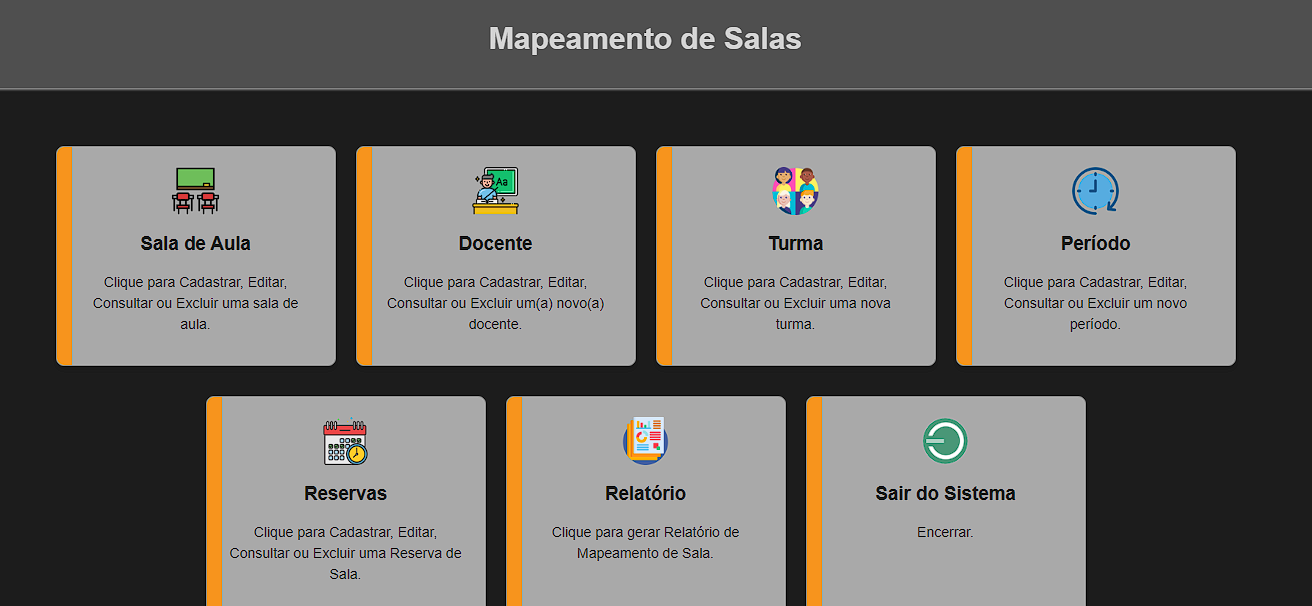 Mapeamento de Salas
Aa
Sala de Aula
Clique para Cadastrar, Editar,
Consultar ou Excluir uma sala de
aula.
Docente
Clique para Cadastrar, Editar,
Consultar ou Excluir um(a) novo(a)
docente.
Turma
Clique para Cadastrar, Editar,
Consultar ou Excluir uma nova
turma.
Período
Clique para Cadastrar, Editar,
Consultar ou Excluir um novo
período.
Reservas
Clique para Cadastrar, Editar,
Consultar ou Excluir uma Reserva de
Sala.
Relatório
Clique para gerar Relatório de
Mapeamento de Sala.
Sair do Sistema
Encerrar.